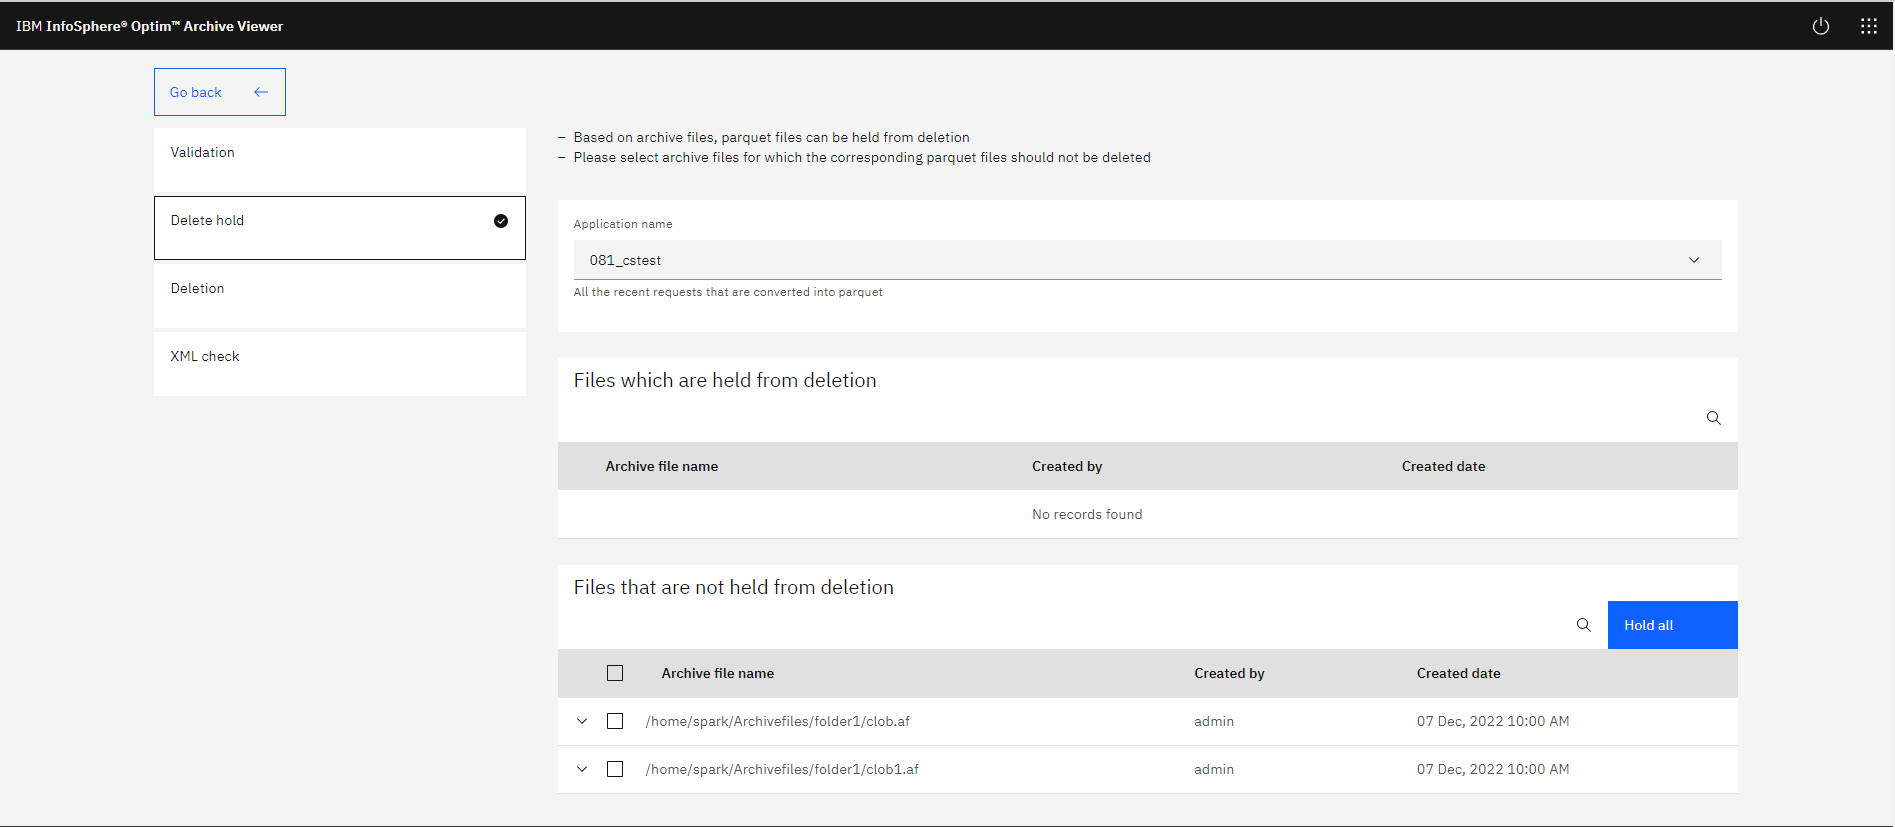 IBM InfoSphere® Optim™ Archive Viewer
Go back
Validation
Delete hold
Deletion
XML check
– Based on archive files, parquet files can be held from deletion
– Please select archive files for which the corresponding parquet files should not be deleted
Application name
081_cstest
All the recent requests that are converted into parquet
Files which are held from deletion
Archive file name Created by Created date
No records found
Files that are not held from deletion
Hold all
Archive file name Created by Created date
/home/spark/Archivefiles/folder1/clob.af admin 07 Dec, 2022 10:00 AM
/home/spark/Archivefiles/folder1/clob1.af admin 07 Dec, 2022 10:00 AM